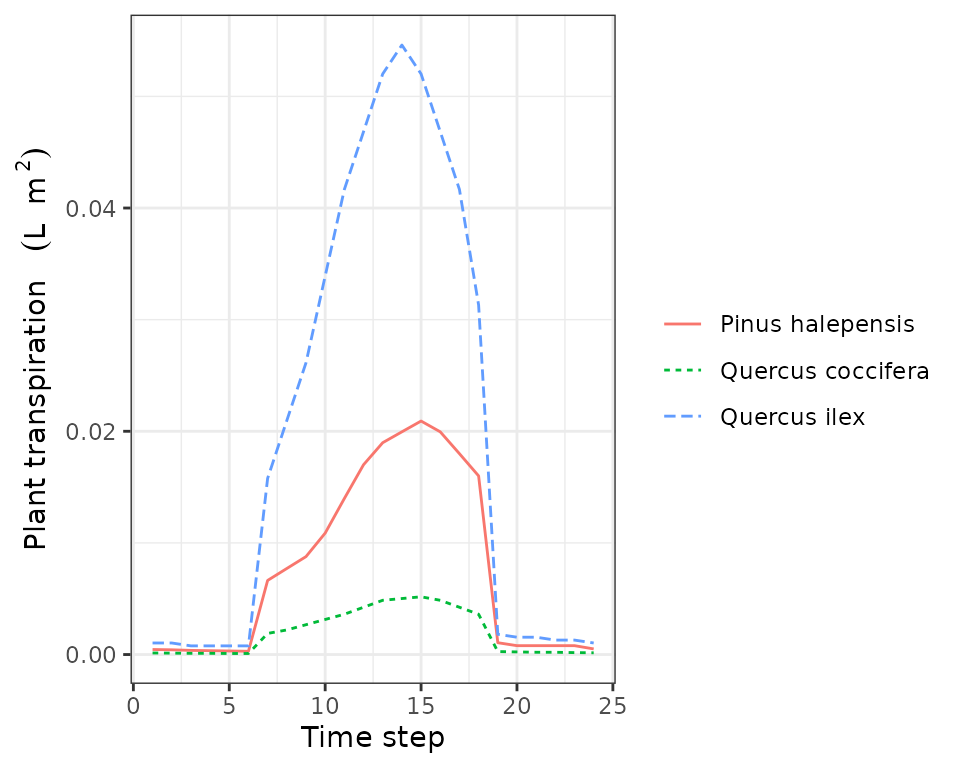 Plant transpiration (L m²)
0.04
0.02
0.00
0 5 10 15 20 25
Time step
Pinus halepensis
Quercus coccifera
Quercus ilex